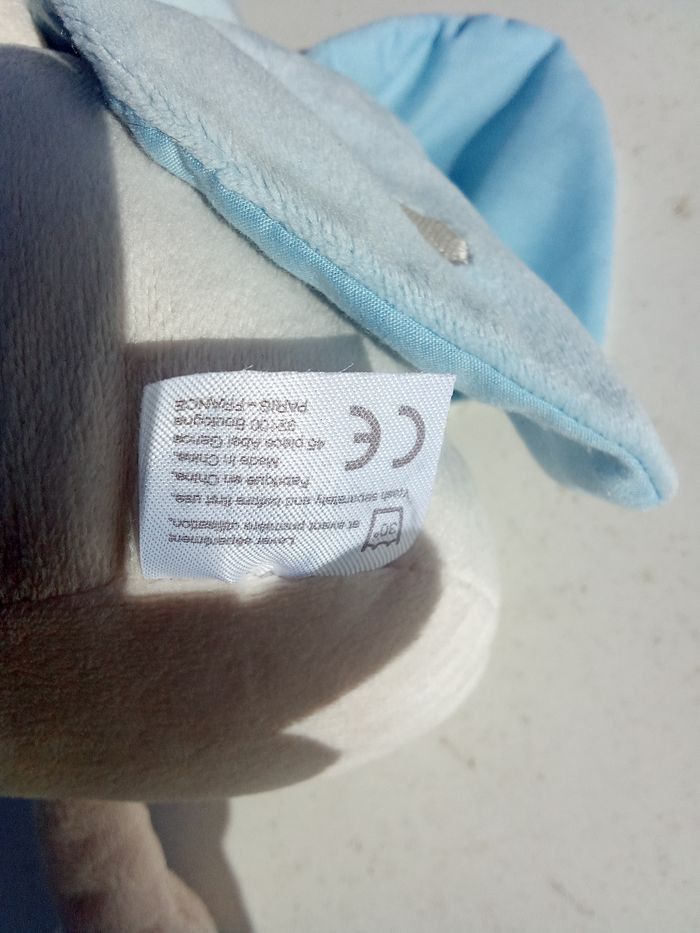 Laver séparément
et avant première utilisation,
30°
Wash separately and before first use.
Fabriqué en Chine.
Made in China.
place Abel Gance
92100 Boulogne
PARIS - FRANCE
CE